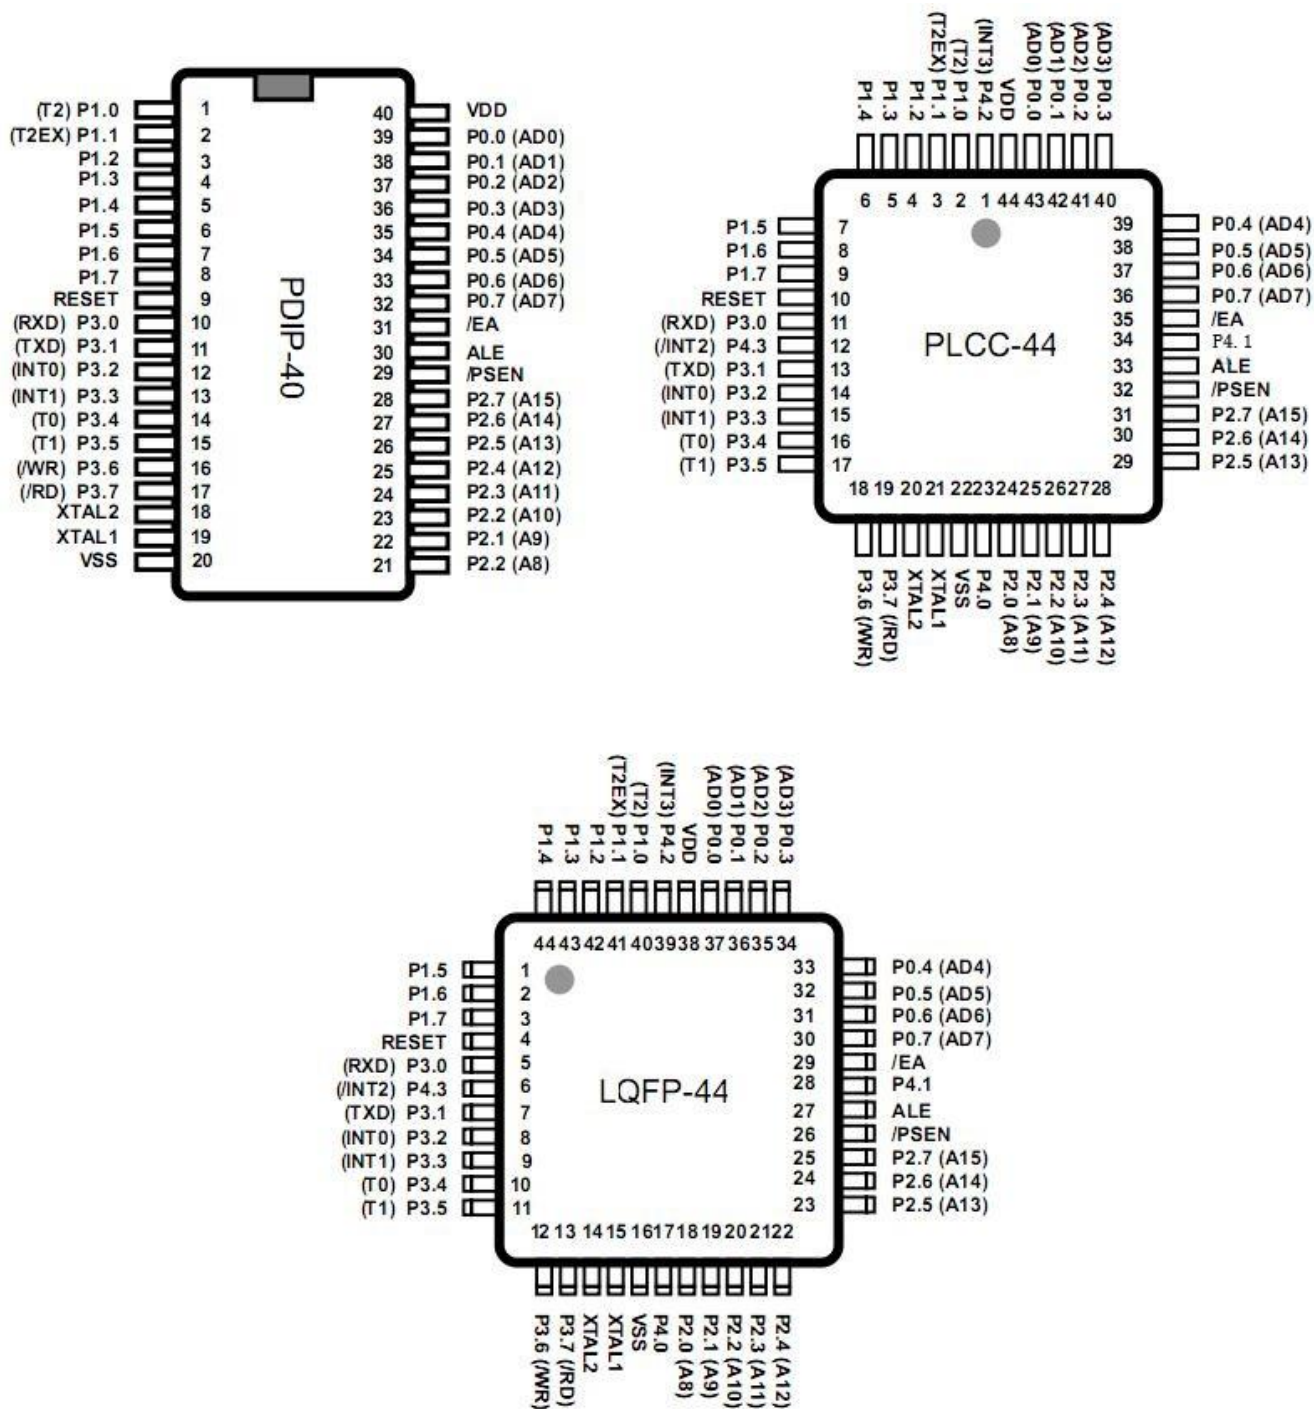 (T2) P1.0 1
(T2EX) P1.1 2
P1.2 3
P1.3 4
P1.4 5
P1.5 6
P1.6 7
P1.7 8
RESET 9
(RXD) P3.0 10
(TXD) P3.1 11
(INT0) P3.2 12
(INT1) P3.3 13
(T0) P3.4 14
(T1) P3.5 15
(/WR) P3.6 16
(/RD) P3.7 17
XTAL2 18
XTAL1 19
VSS 20
PDIP-40
40 VDD
39 P0.0 (AD0)
38 P0.1 (AD1)
37 P0.2 (AD2)
36 P0.3 (AD3)
35 P0.4 (AD4)
34 P0.5 (AD5)
33 P0.6 (AD6)
32 P0.7 (AD7)
31 /EA
30 ALE
29 /PSEN
28 P2.7 (A15)
27 P2.6 (A14)
26 P2.5 (A13)
25 P2.4 (A12)
24 P2.3 (A11)
23 P2.2 (A10)
22 P2.1 (A9)
21 P2.2 (A8)
P1.4
P1.3
P1.2
(T2EX) P1.1
(T2) P1.0
(INT3) P4.2
VDD
(AD0) P0.0
(AD1) P0.1
(AD2) P0.2
(AD3) P0.3
6 5 4 3 2 1 44 43 42 41 40
P1.5 7
P1.6 8
P1.7 9
RESET 10
(RXD) P3.0 11
(/INT2) P4.3 12
(TXD) P3.1 13
(INT0) P3.2 14
(INT1) P3.3 15
(T0) P3.4 16
(T1) P3.5 17
PLCC-44
39 P0.4 (AD4)
38 P0.5 (AD5)
37 P0.6 (AD6)
36 P0.7 (AD7)
35 /EA
34 P4.1
33 ALE
32 /PSEN
31 P2.7 (A15)
30 P2.6 (A14)
29 P2.5 (A13)
18 19 20 21 22 23 24 25 26 27 28
P3.6 (/WR)
P3.7 (/RD)
XTAL2
XTAL1
VSS
P4.0
P2.0 (A8)
P2.1 (A9)
P2.2 (A10)
P2.3 (A11)
P2.4 (A12)
P1.4
P1.3
P1.2
(T2EX) P1.1
(T2) P1.0
(INT3) P4.2
VDD
(AD0) P0.0
(AD1) P0.1
(AD2) P0.2
(AD3) P0.3
44 43 42 41 40 39 38 37 36 35 34
P1.5 1
P1.6 2
P1.7 3
RESET 4
(RXD) P3.0 5
(/INT2) P4.3 6
(TXD) P3.1 7
(INT0) P3.2 8
(INT1) P3.3 9
(T0) P3.4 10
(T1) P3.5 11
LQFP-44
33 P0.4 (AD4)
32 P0.5 (AD5)
31 P0.6 (AD6)
30 P0.7 (AD7)
29 /EA
28 P4.1
27 ALE
26 /PSEN
25 P2.7 (A15)
24 P2.6 (A14)
23 P2.5 (A13)
12 13 14 15 16 17 18 19 20 21 22
P3.6 (/WR)
P3.7 (/RD)
XTAL2
XTAL1
VSS
P4.0
P2.0 (A8)
P2.1 (A9)
P2.2 (A10)
P2.3 (A11)
P2.4 (A12)